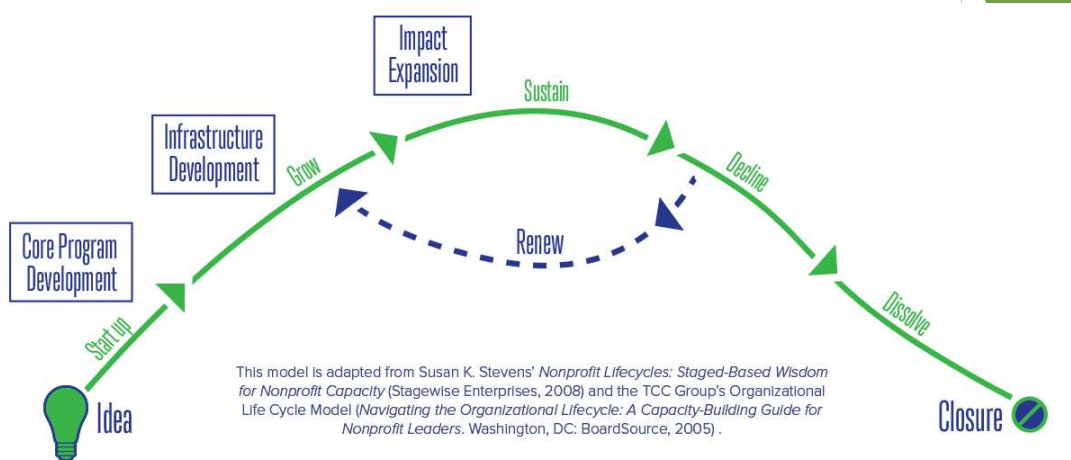 Impact
Expansion
Sustain
Infrastructure
Development
Grow
Decline
Core Program
Development
Renew
Start up
Dissolve
This model is adapted from Susan K. Stevens’ Nonprofit Lifecycles: Staged-Based Wisdom
for Nonprofit Capacity (Stagewise Enterprises, 2008) and the TCC Group’s Organizational
Life Cycle Model (Navigating the Organizational Lifecycle: A Capacity-Building Guide for
Nonprofit Leaders. Washington, DC: BoardSource, 2005) .
Idea
Closure